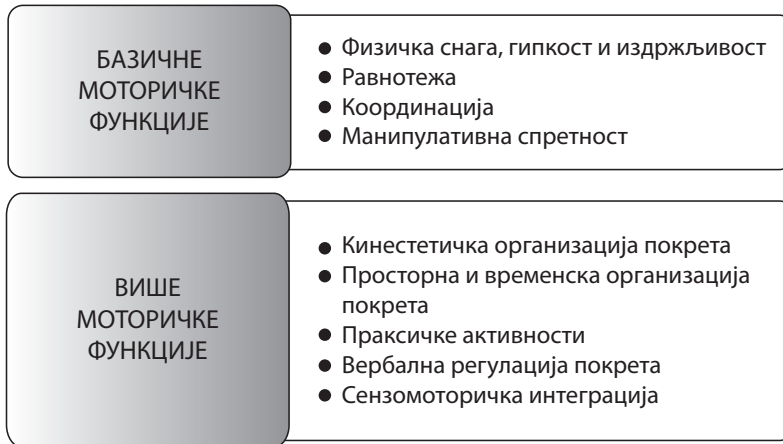 БАЗИЧНЕ
МОТОРИЧКЕ
ФУНКЦИЈЕ
● Физичка снага, гипкост и издржљивост
● Равнотежа
● Координација
● Манипулативна спретност
ВИШЕ
МОТОРИЧКЕ
ФУНКЦИЈЕ
● Кинестетичка организација покрета
● Просторна и временска организација
покрета
● Праксичке активности
● Вербална регулација покрета
● Сензомоторичка интеграција